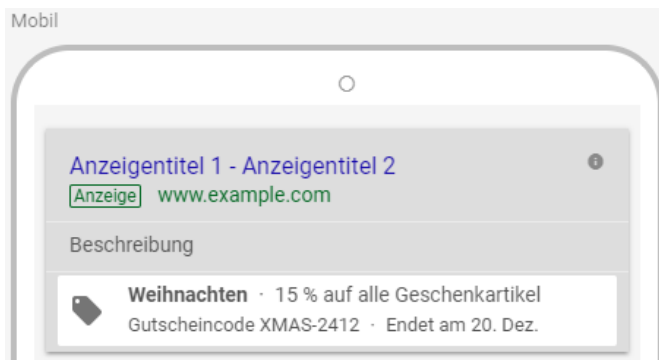 Mobil
Anzeigentitel 1 - Anzeigentitel 2
Anzeige www.example.com
Beschreibung
Weihnachten · 15 % auf alle Geschenkartikel
Gutscheincode XMAS-2412 · Endet am 20. Dez.